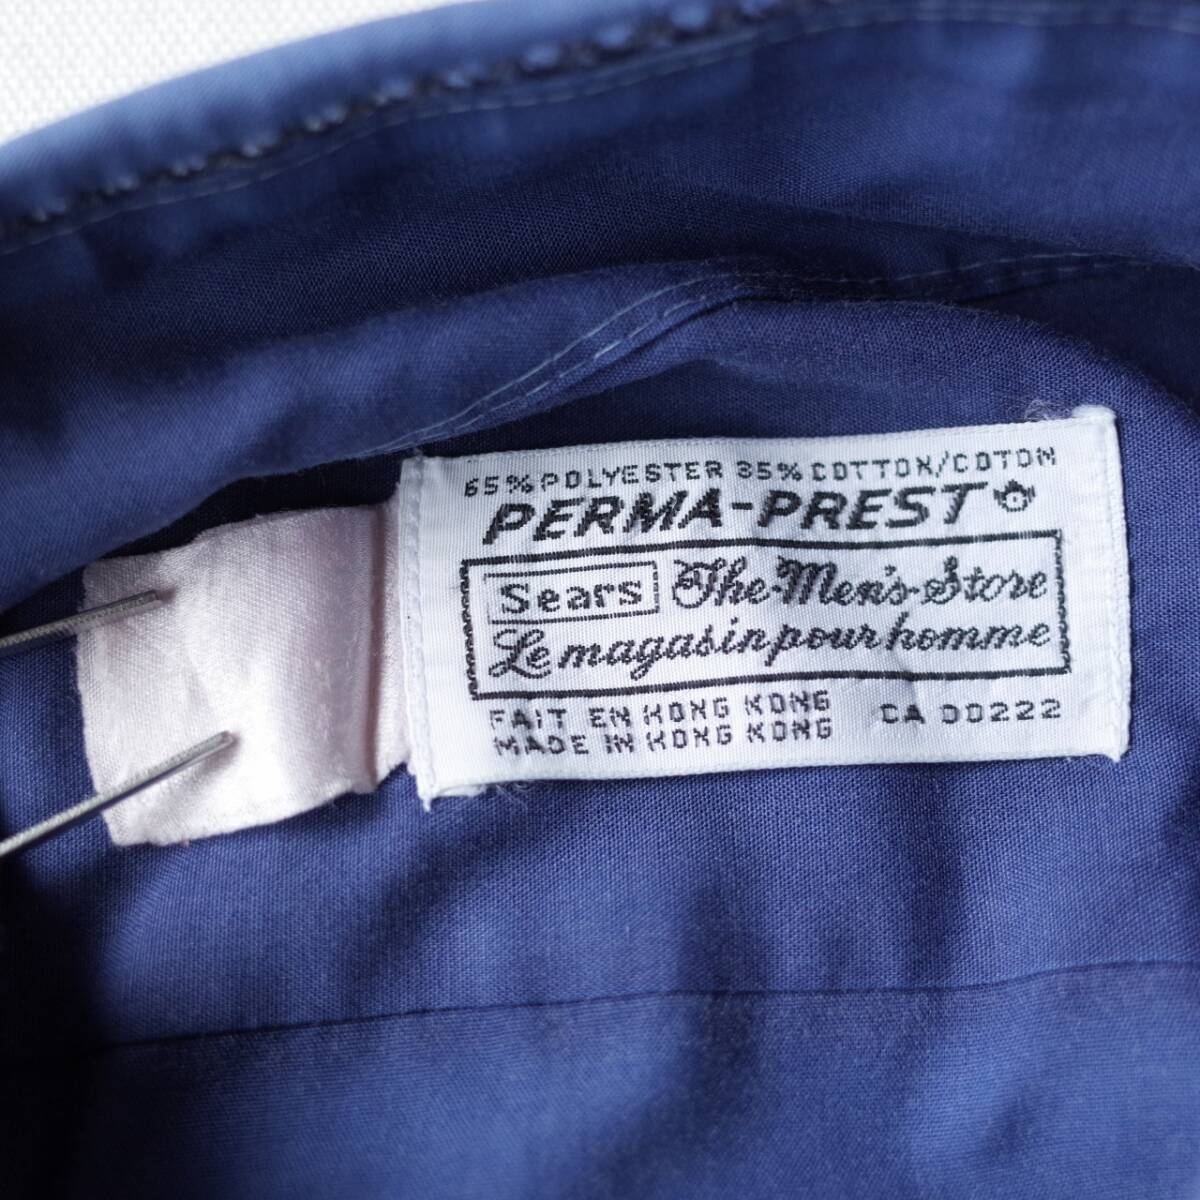 65% POLYESTER 35% COTTON/COTON
PERMA-PREST
Sears The Men's Store
Le magasin pour homme
FAIT EN HONG KONG
MADE IN HONG KONG CA 00222